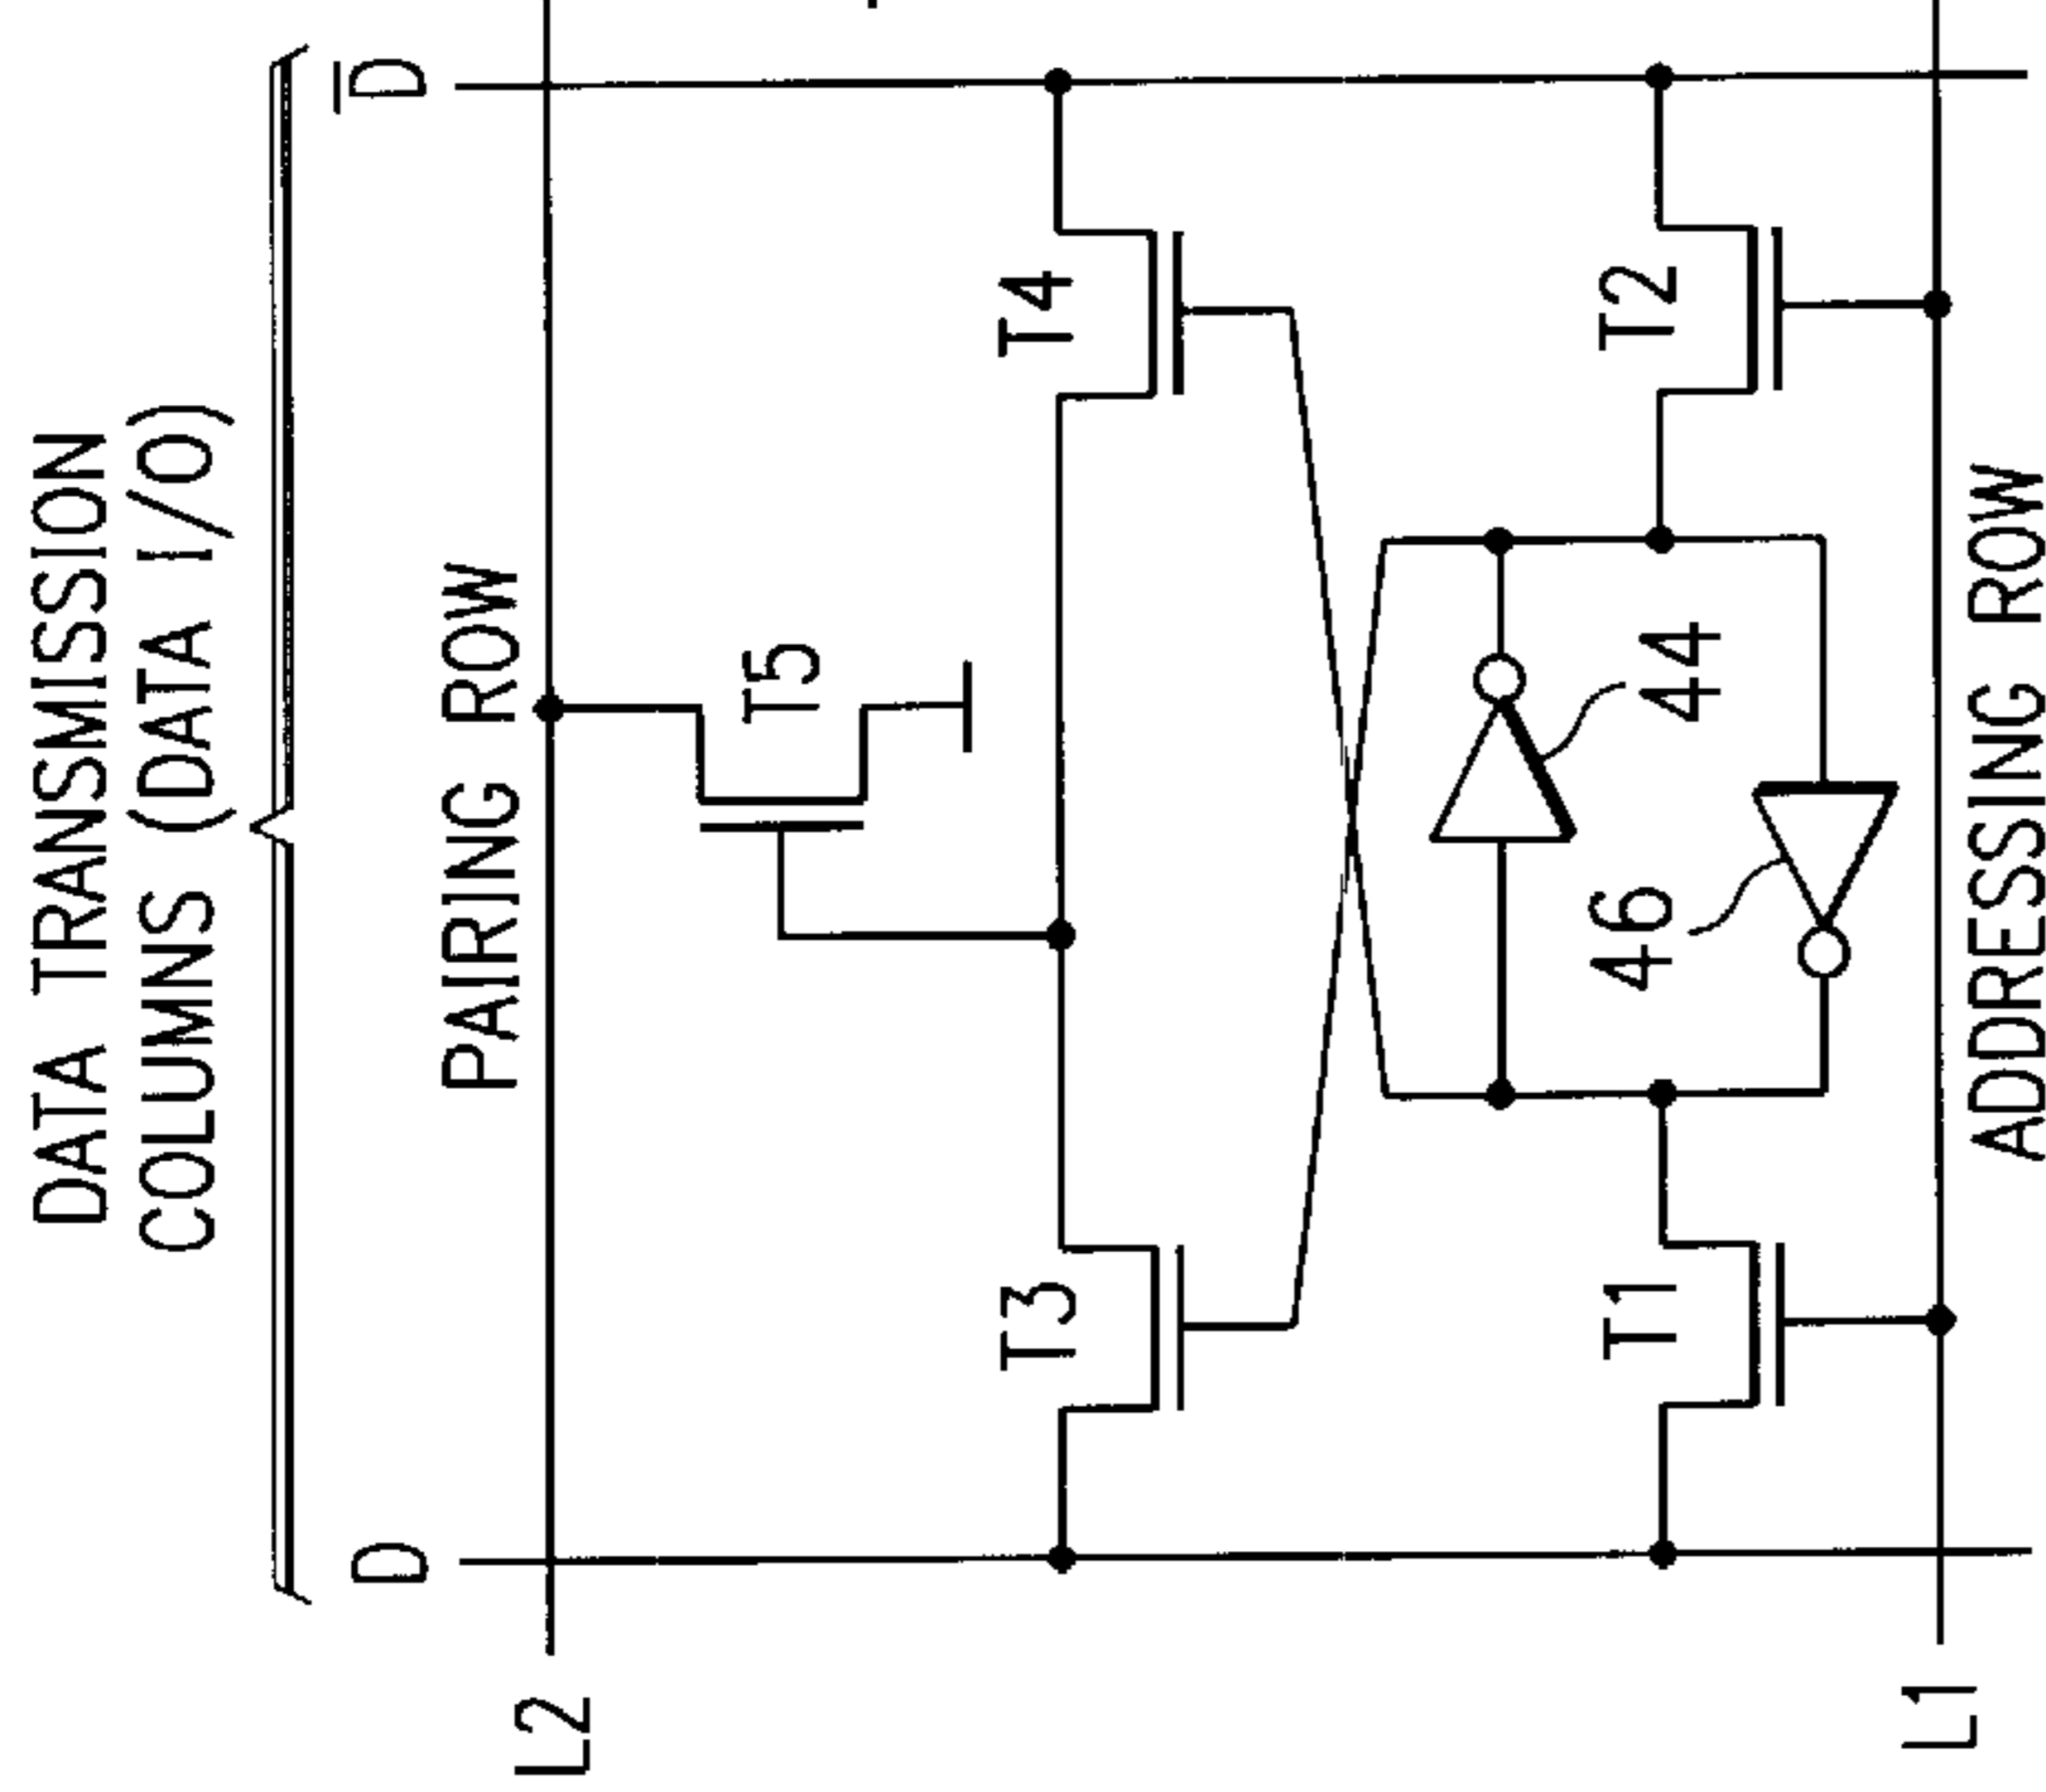 DATA TRANSMISSION
COLUMNS (DATA I/O)
D
D̅
L2
PAIRING ROW
T5
T3
T4
46
44
T1
T2
L1
ADDRESSING ROW